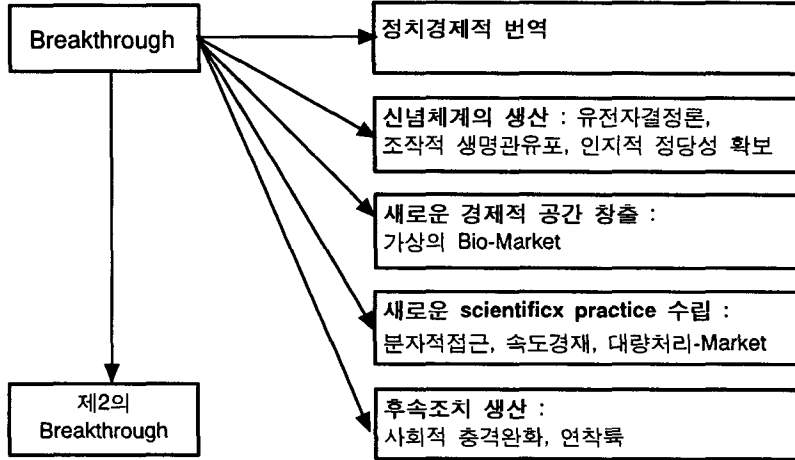 Breakthrough
정치경제적 번역
신념체계의 생산 : 유전자결정론,
조작적 생명관유포, 인지적 정당성 확보
새로운 경제적 공간 창출 :
가상의 Bio-Market
새로운 scientificx practice 수립 :
분자적접근, 속도경재, 대량처리-Market
후속조치 생산 :
사회적 충격완화, 연착륙
제2의
Breakthrough